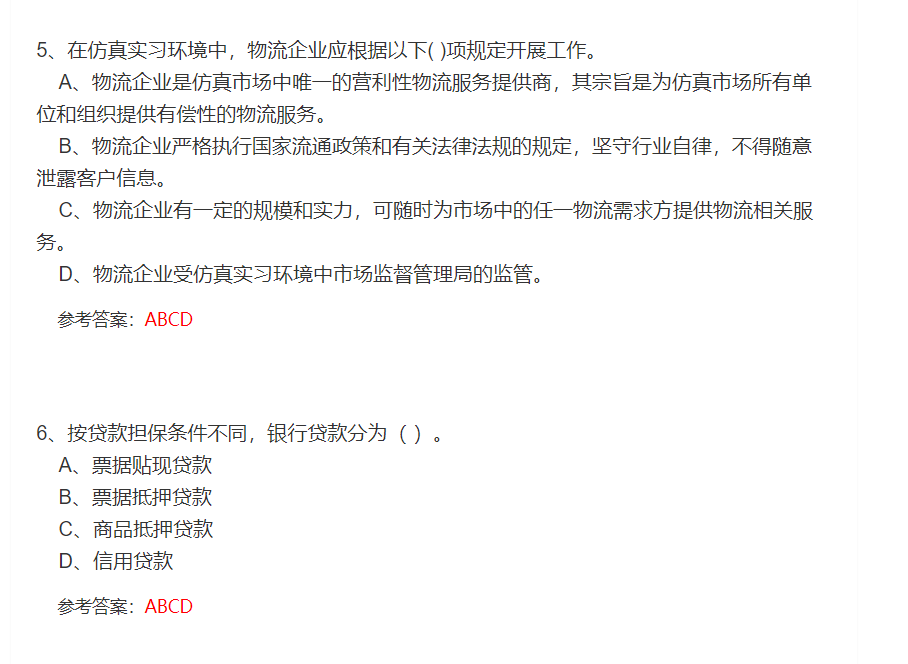 5、在仿真实习环境中，物流企业应根据以下( )项规定开展工作。
A、物流企业是仿真市场中唯一的营利性物流服务提供商，其宗旨是为仿真市场所有单
位和组织提供有偿性的物流服务。
B、物流企业严格执行国家流通政策和有关法律法规的规定，坚守行业自律，不得随意
泄露客户信息。
C、物流企业有一定的规模和实力，可随时为市场中的任一物流需求方提供物流相关服
务。
D、物流企业受仿真实习环境中市场监督管理局的监管。
参考答案：ABCD
6、按贷款担保条件不同，银行贷款分为（ ）。
A、票据贴现贷款
B、票据抵押贷款
C、商品抵押贷款
D、信用贷款
参考答案：ABCD